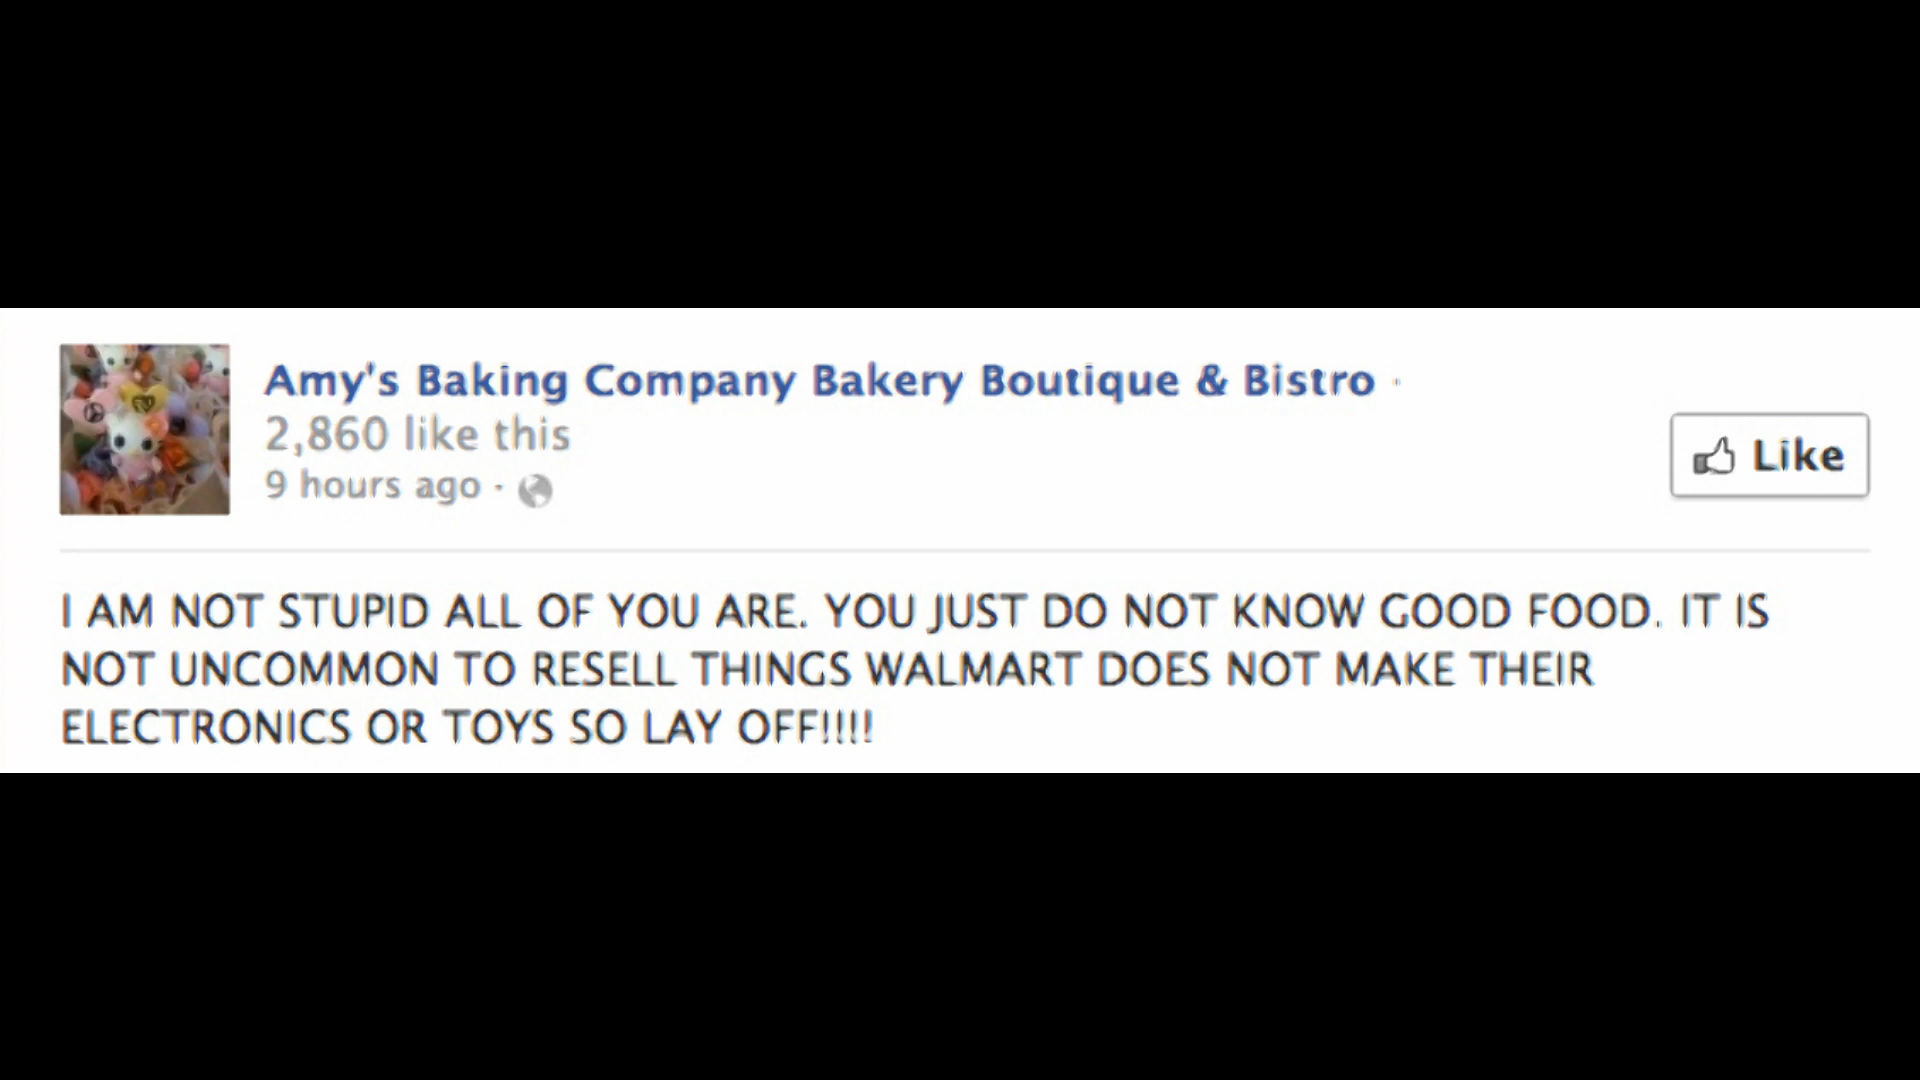 Amy's Baking Company Bakery Boutique & Bistro ·
2,860 like this
9 hours ago ·
Like
I AM NOT STUPID ALL OF YOU ARE. YOU JUST DO NOT KNOW GOOD FOOD. IT IS
NOT UNCOMMON TO RESELL THINGS WALMART DOES NOT MAKE THEIR
ELECTRONICS OR TOYS SO LAY OFF!!!!